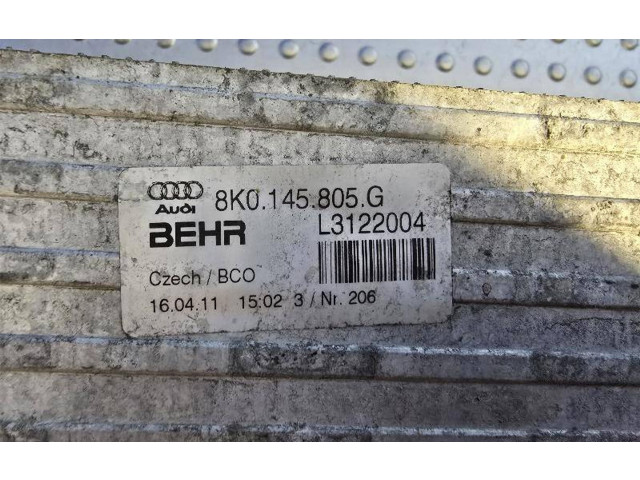 Audi 8K0.145.805.G
BEHR L3122004
Czech / BCO
16.04.11 15:02 3 / Nr. 206